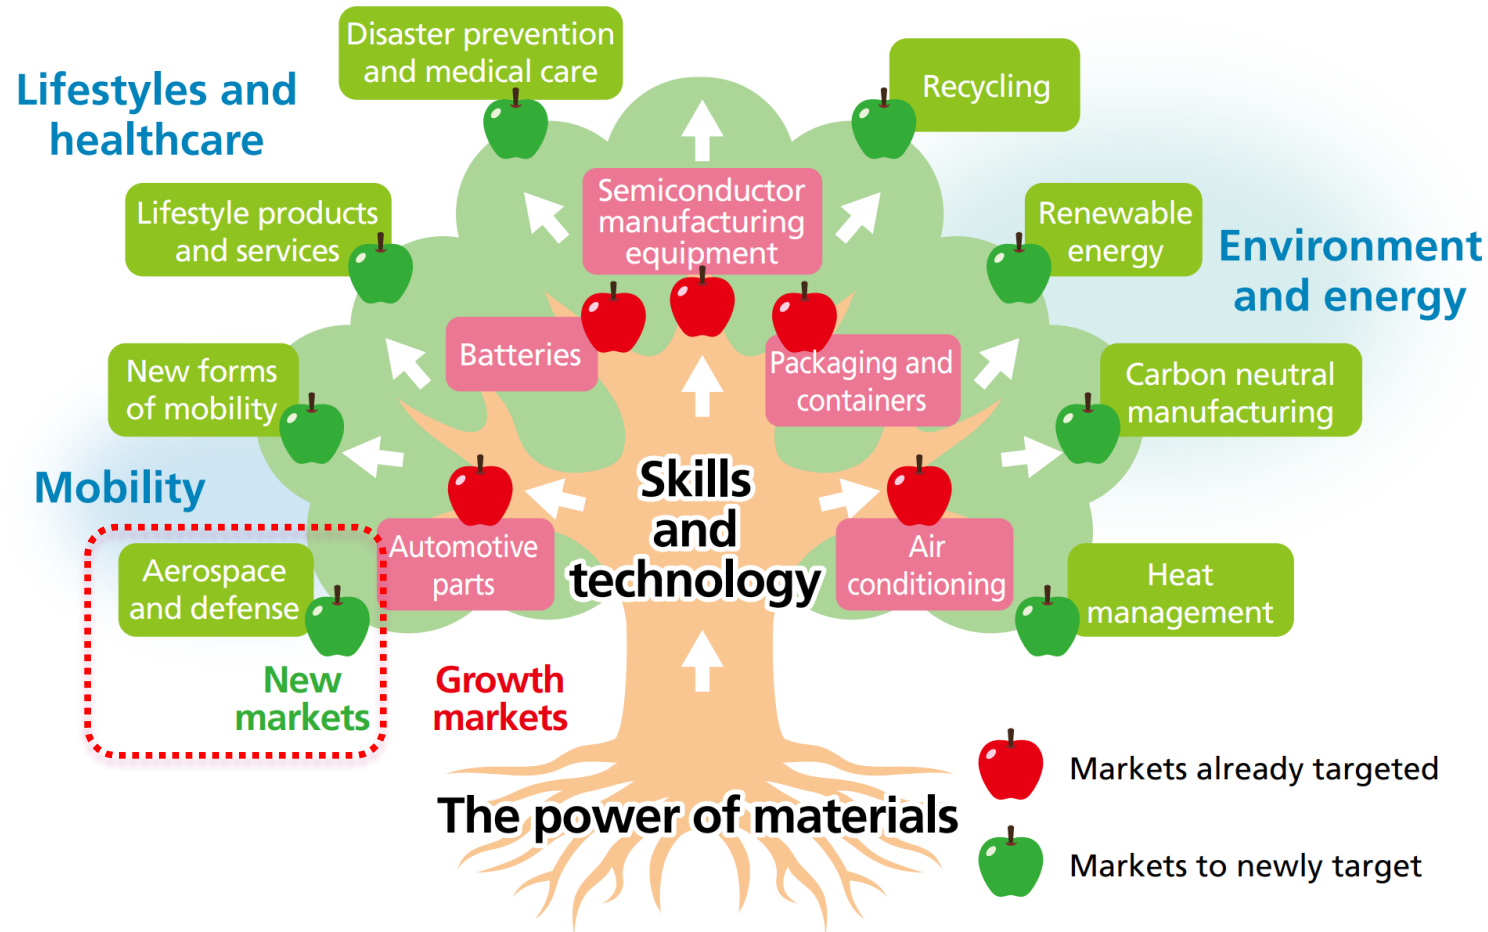 Disaster prevention
and medical care
Recycling
Lifestyles and
healthcare
Semiconductor
manufacturing
equipment
Lifestyle products
and services
Renewable
energy
Environment
and energy
Batteries
Packaging and
containers
New forms
of mobility
Carbon neutral
manufacturing
Mobility
Skills
and
technology
Aerospace
and defense
Automotive
parts
Air
conditioning
Heat
management
New
markets
Growth
markets
The power of materials
Markets already targeted
Markets to newly target